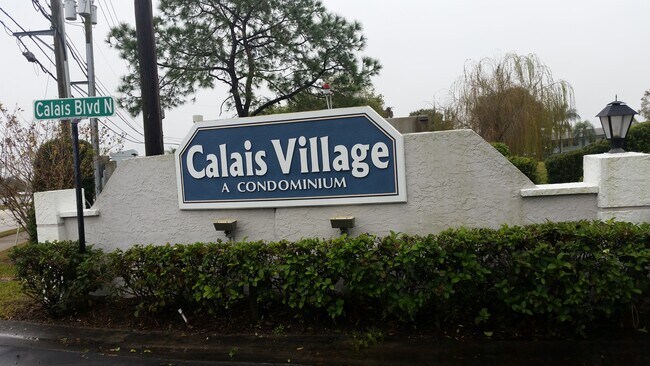 Calais Blvd N
Calais Village
A CONDOMINIUM